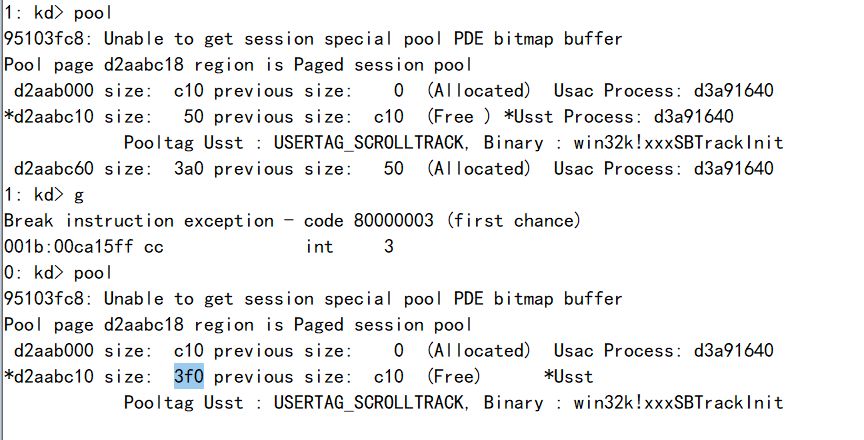 1: kd> pool
95103fc8: Unable to get session special pool PDE bitmap buffer
Pool page d2aabc18 region is Paged session pool
 d2aab000 size:  c10 previous size:    0  (Allocated)  Usac Process: d3a91640
*d2aabc10 size:   50 previous size:  c10  (Free ) *Usst Process: d3a91640
            Pooltag Usst : USERTAG_SCROLLTRACK, Binary : win32k!xxxSBTrackInit
 d2aabc60 size:  3a0 previous size:   50  (Allocated)  Usac Process: d3a91640
1: kd> g
Break instruction exception - code 80000003 (first chance)
001b:00ca15ff cc              int     3
0: kd> pool
95103fc8: Unable to get session special pool PDE bitmap buffer
Pool page d2aabc18 region is Paged session pool
 d2aab000 size:  c10 previous size:    0  (Allocated)  Usac Process: d3a91640
*d2aabc10 size:  3f0 previous size:  c10  (Free)      *Usst
            Pooltag Usst : USERTAG_SCROLLTRACK, Binary : win32k!xxxSBTrackInit